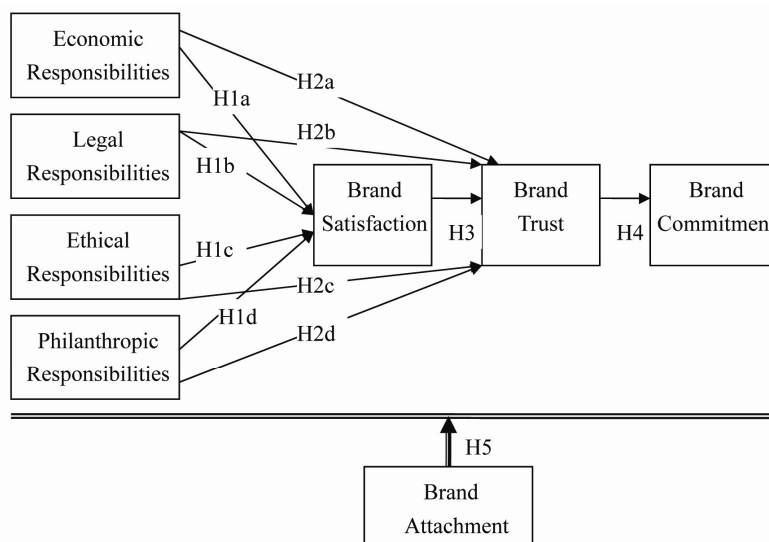 Economic
Responsibilities
H2a
H1a
Legal
Responsibilities
H2b
H1b
Brand
Satisfaction
Brand
Trust
Brand
Commitmen
H3
H4
Ethical
Responsibilities
H1c
H2c
H1d
H2d
Philanthropic
Responsibilities
H5
Brand
Attachment